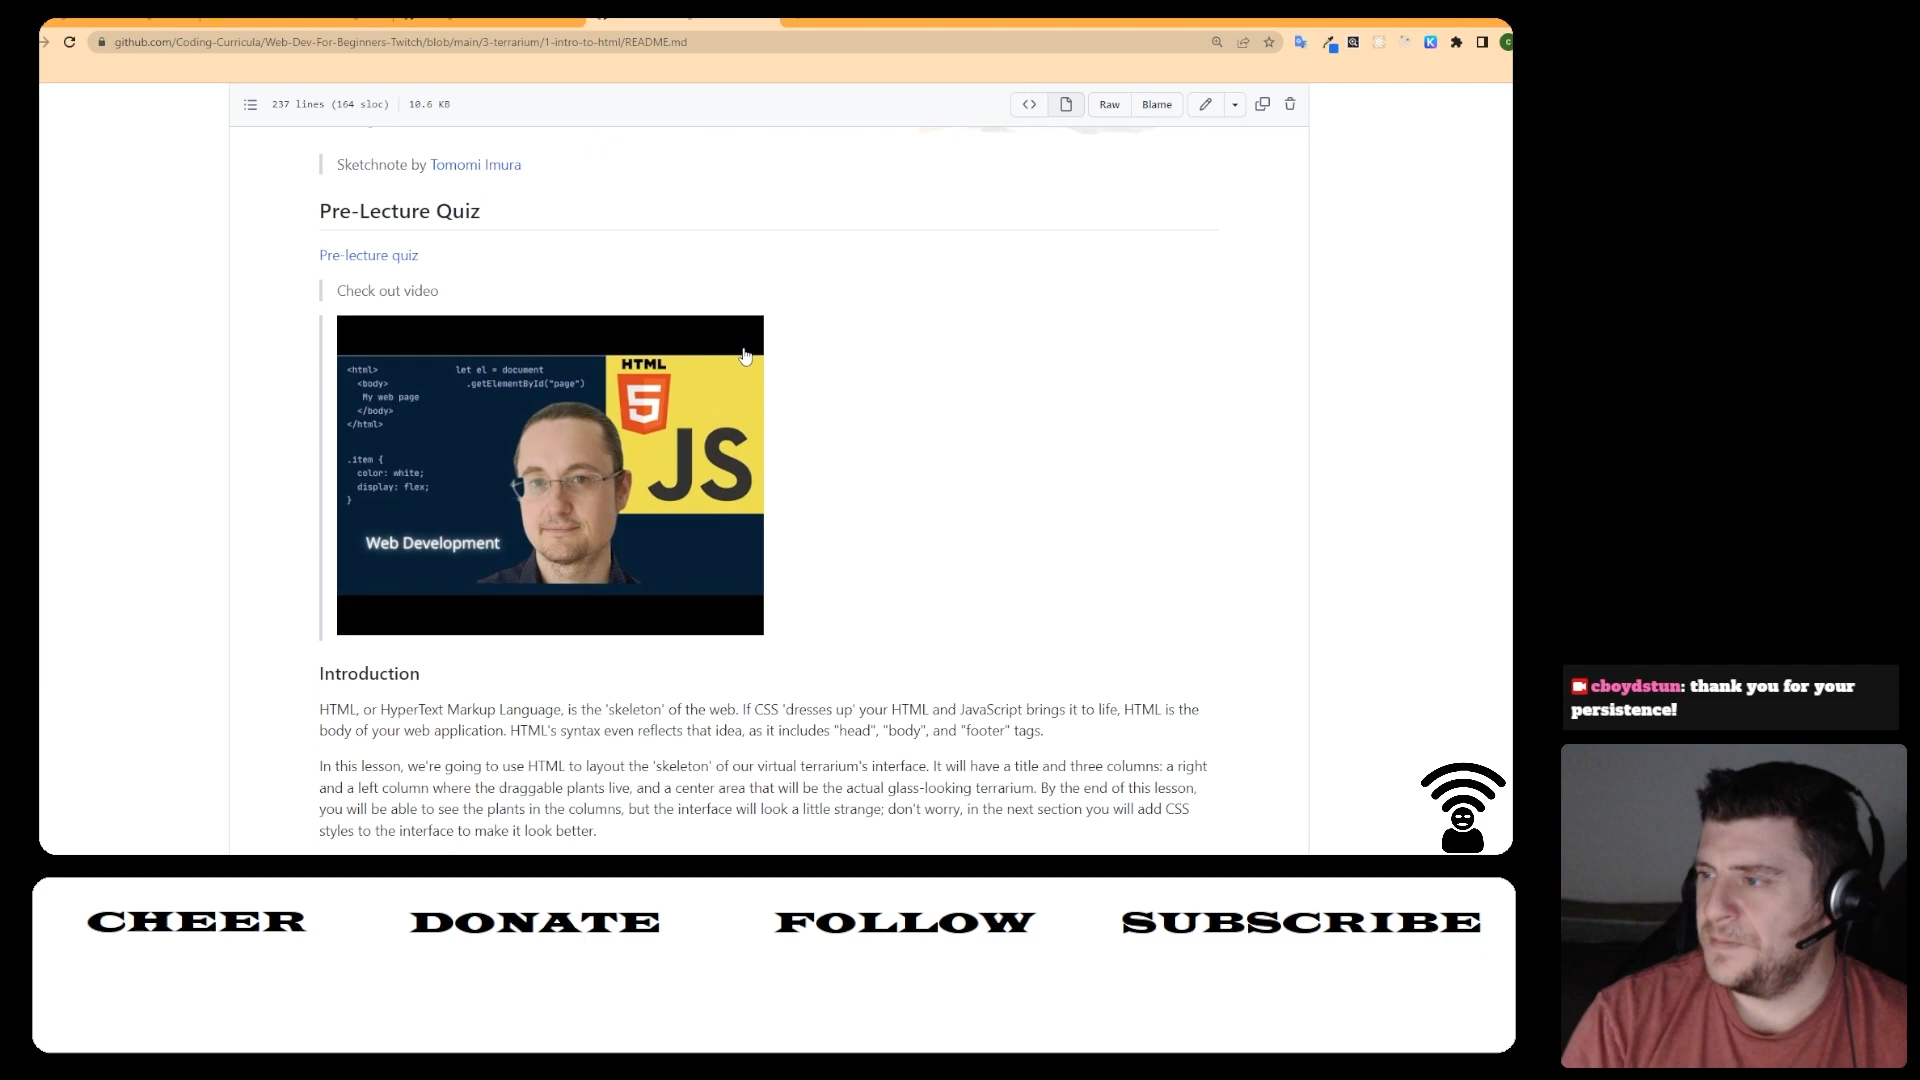 github.com/Coding-Curricula/Web-Dev-For-Beginners-Twitch/blob/main/3-terrarium/1-intro-to-html/README.md
237 lines (164 sloc) 10.6 KB
Raw Blame
Sketchnote by Tomomi Imura
Pre-Lecture Quiz
Pre-lecture quiz
Check out video
<html>
<body>
My web page
</body>
</html>
.item {
color: white;
display: flex;
}
let el = document
.getElementById("page")
HTML
5
JS
Web Development
Introduction
HTML, or HyperText Markup Language, is the 'skeleton' of the web. If CSS 'dresses up' your HTML and JavaScript brings it to life, HTML is the
body of your web application. HTML's syntax even reflects that idea, as it includes "head", "body", and "footer" tags.
In this lesson, we're going to use HTML to layout the 'skeleton' of our virtual terrarium's interface. It will have a title and three columns: a right
and a left column where the draggable plants live, and a center area that will be the actual glass-looking terrarium. By the end of this lesson,
you will be able to see the plants in the columns, but the interface will look a little strange; don't worry, in the next section you will add CSS
styles to the interface to make it look better.
cboydstun: thank you for your
persistence!
CHEER DONATE FOLLOW SUBSCRIBE